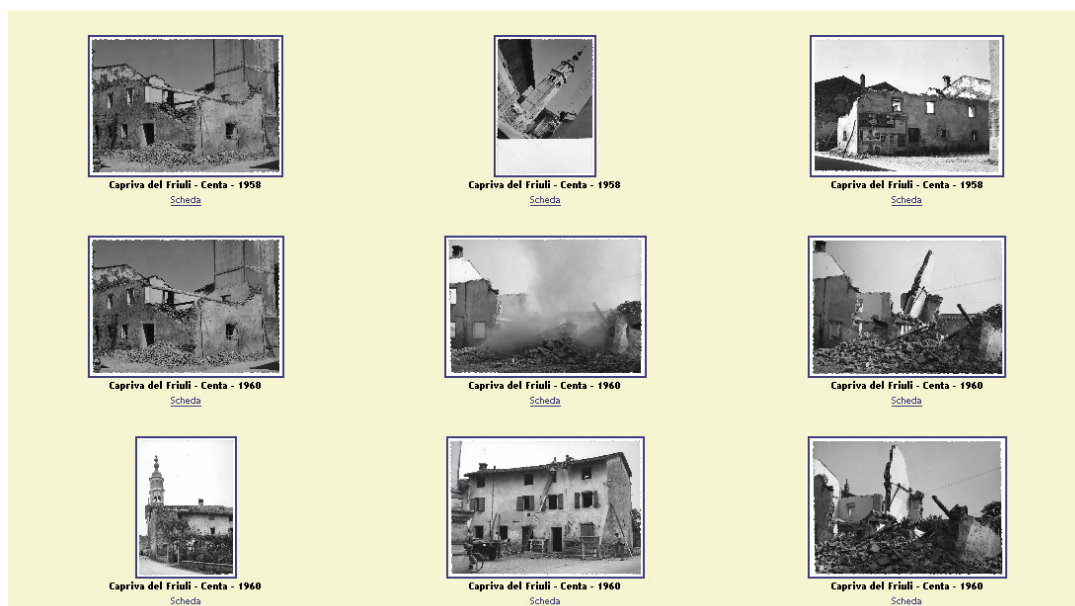 Capriva del Friuli - Centa - 1958
Scheda
Capriva del Friuli - Centa - 1958
Scheda
Capriva del Friuli - Centa - 1958
Scheda
Capriva del Friuli - Centa - 1960
Scheda
Capriva del Friuli - Centa - 1960
Scheda
Capriva del Friuli - Centa - 1960
Scheda
Capriva del Friuli - Centa - 1960
Scheda
Capriva del Friuli - Centa - 1960
Scheda
Capriva del Friuli - Centa - 1960
Scheda